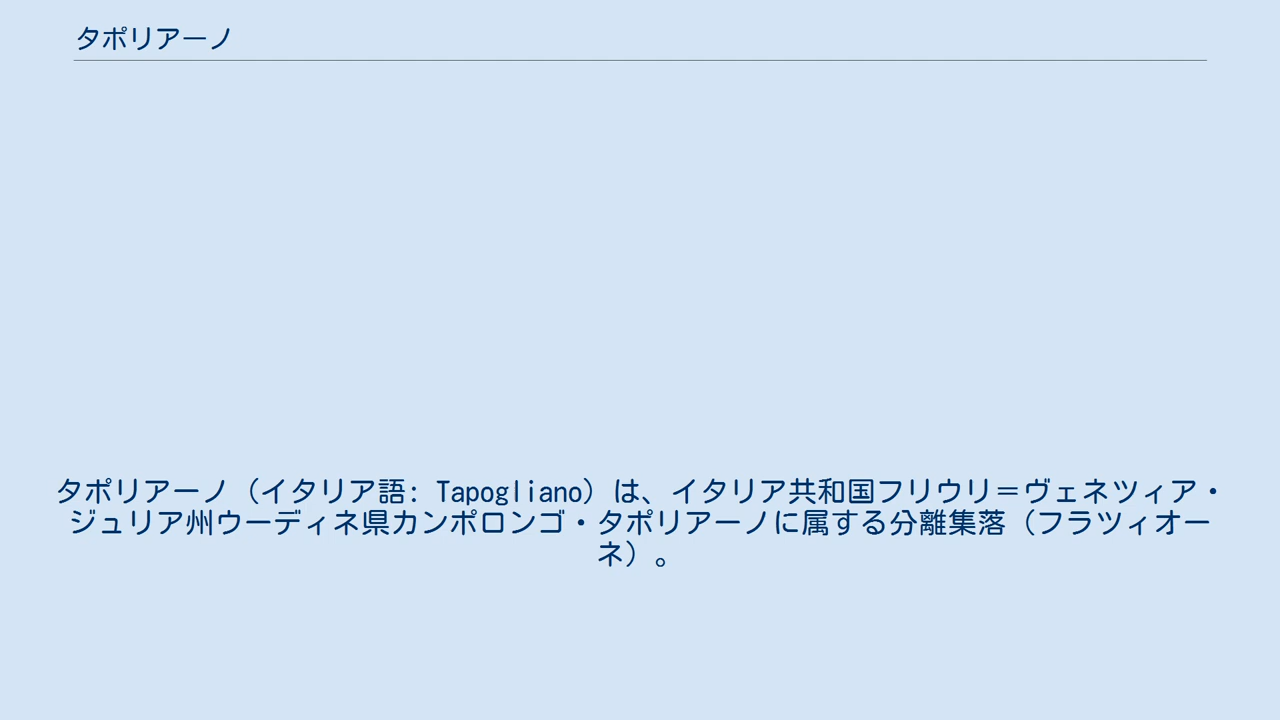 タポリアーノ
タポリアーノ（イタリア語: Tapogliano）は、イタリア共和国フリウリ＝ヴェネツィア・
ジュリア州ウーディネ県カンポロンゴ・タポリアーノに属する分離集落（フラツィオー
ネ）。